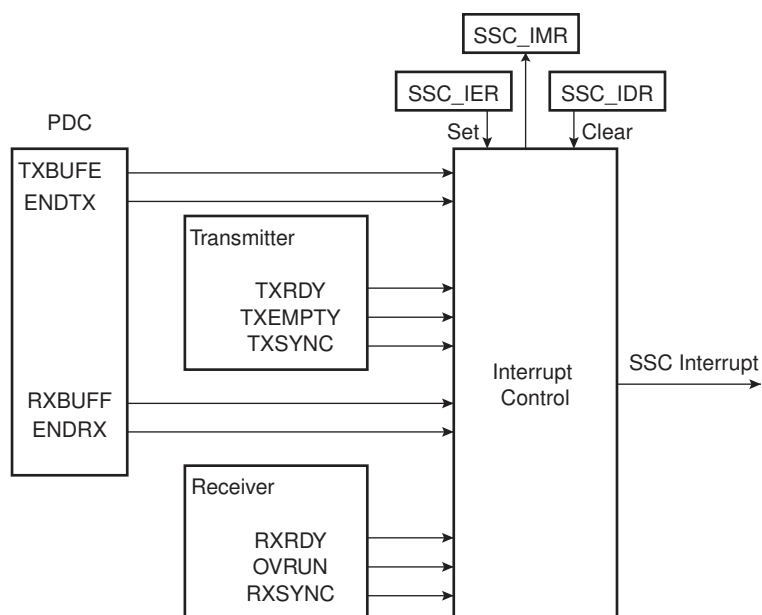 SSC_IMR
SSC_IER
SSC_IDR
PDC
Set
Clear
TXBUFE
ENDTX
Transmitter
TXRDY
TXEMPTY
TXSYNC
SSC Interrupt
Interrupt
Control
RXBUFF
ENDRX
Receiver
RXRDY
OVRUN
RXSYNC